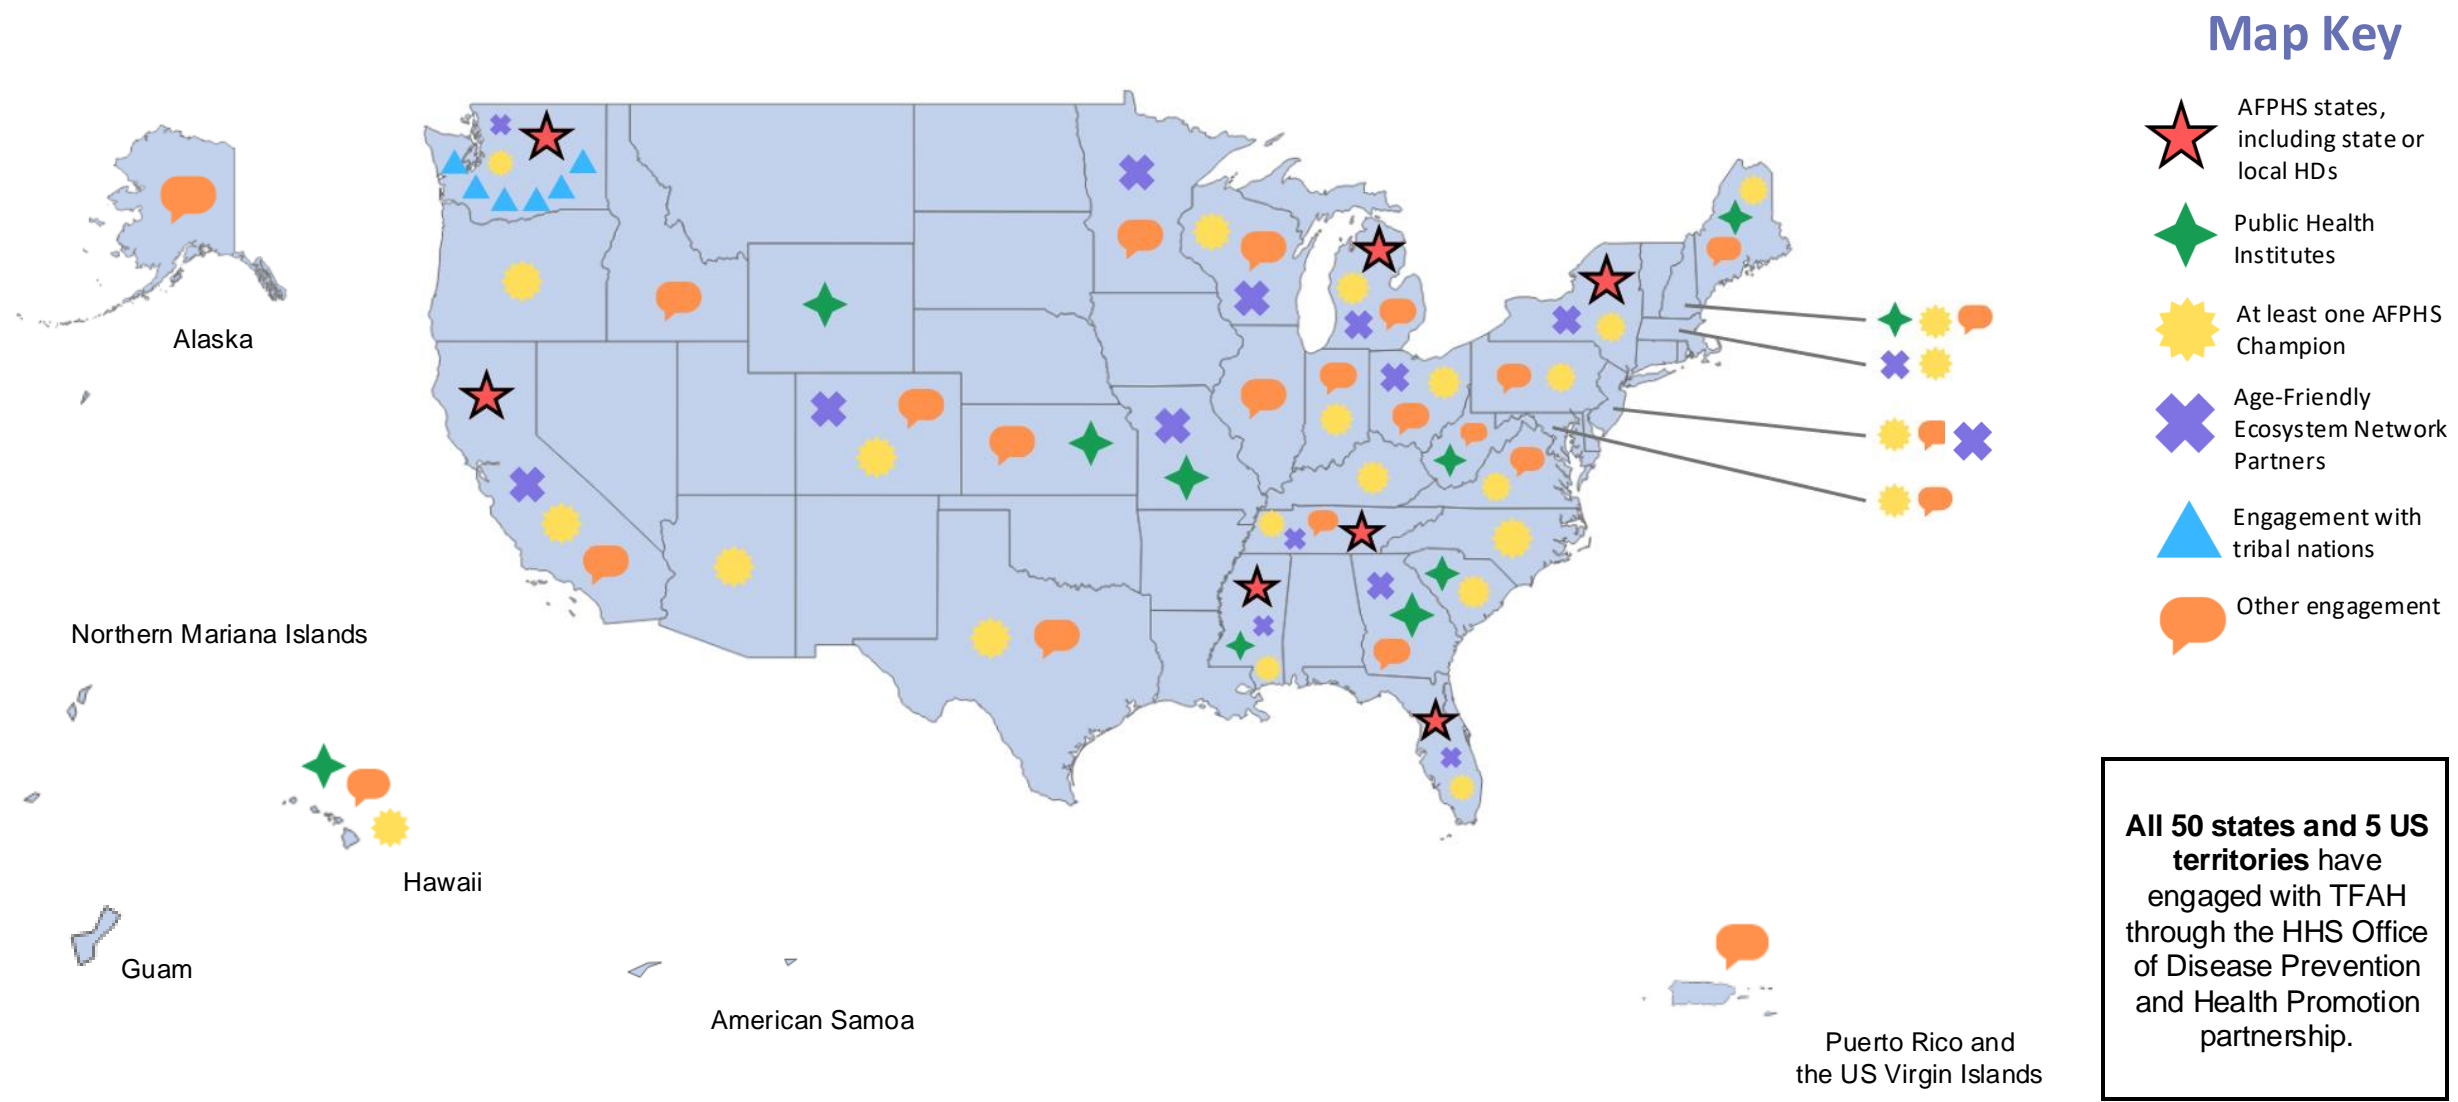 Map Key
AFPHS states,
including state or
local HDs
Public Health
Institutes
At least one AFPHS
Champion
Age-Friendly
Ecosystem Network
Partners
Engagement with
tribal nations
Other engagement
Alaska
Northern Mariana Islands
Hawaii
Guam
American Samoa
Puerto Rico and
the US Virgin Islands
All 50 states and 5 US
territories have
engaged with TFAH
through the HHS Office
of Disease Prevention
and Health Promotion
partnership.